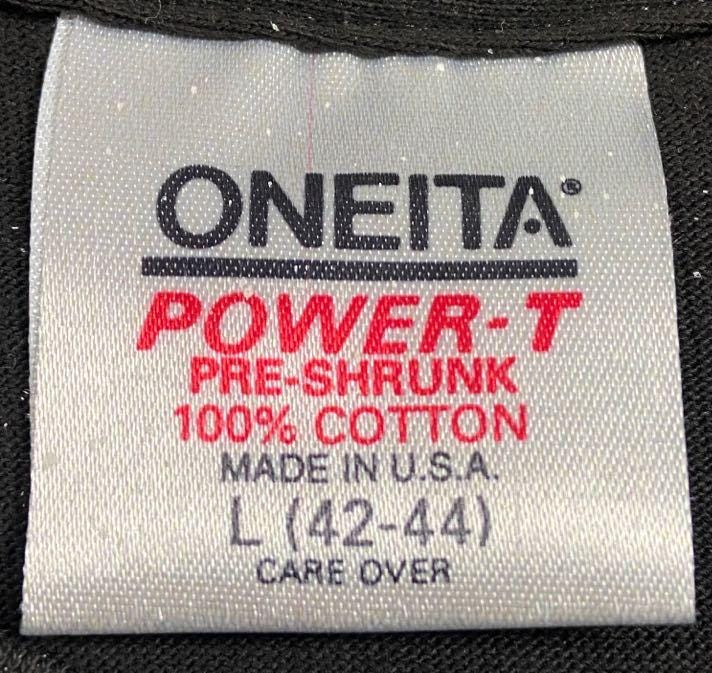 ONEITA®
POWER-T
PRE-SHRUNK
100% COTTON
MADE IN U.S.A.
L (42-44)
CARE OVER